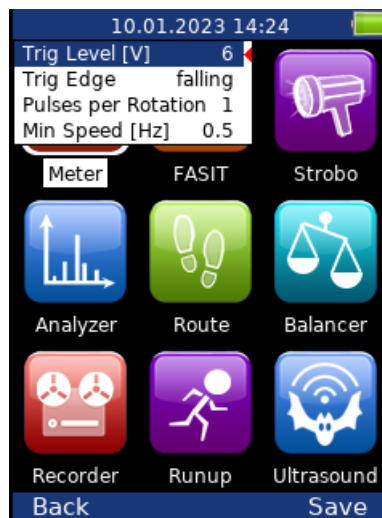 10.01.2023 14:24
Trig Level [V] 6
Trig Edge falling
Pulses per Rotation 1
Min Speed [Hz] 0.5
Meter FASIT Strobo
Analyzer Route Balancer
Recorder Runup Ultrasound
Back Save